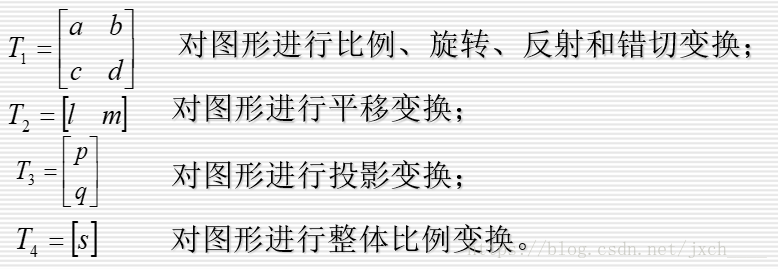 T₁ = [a b; c d] 对图形进行比例、旋转、反射和错切变换；
T₂ = [l m] 对图形进行平移变换；
T₃ = [p; q] 对图形进行投影变换；
T₄ = [s] 对图形进行整体比例变换。
https://blog.csdn.net/jxch